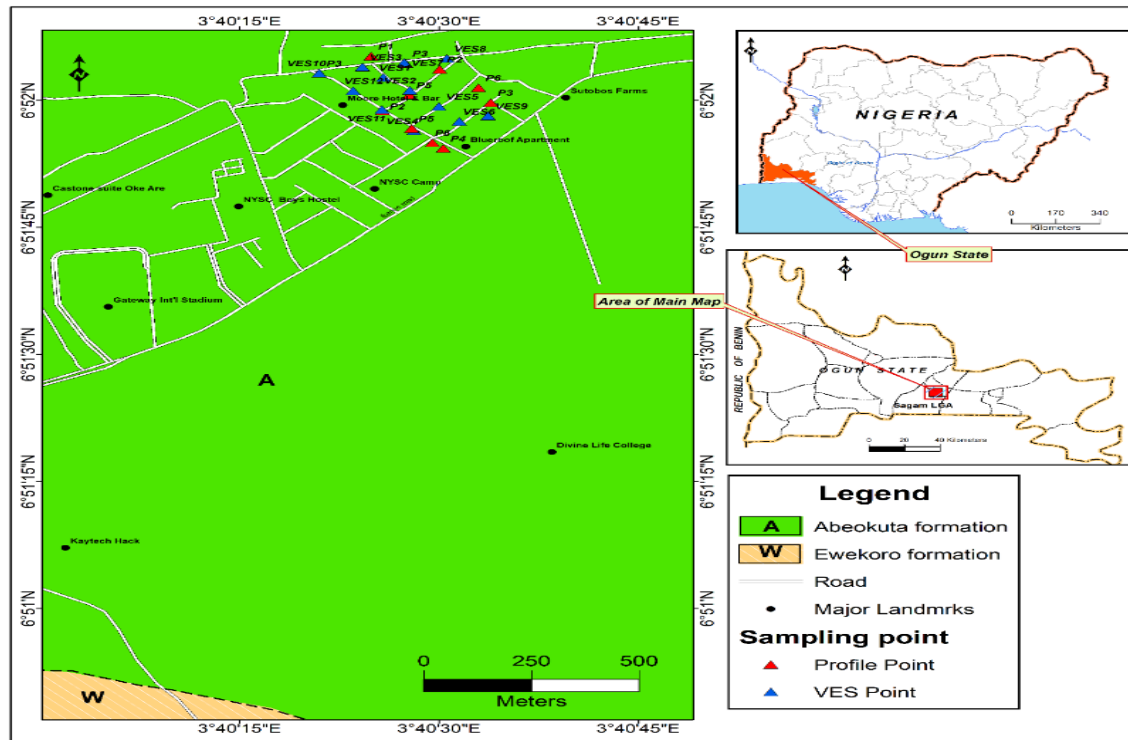 3°40'15"E 3°40'30"E 3°40'45"E
6°52'N
6°51'45"N
6°51'30"N
6°51'15"N
6°51'N
P1
VES3
P3
VES8
VES10
P3
VES1
VES7
P2
VES12
VES2
P6
P5
Moore Hotel & Bar
VES5
P3
VES9
Sutobos Farms
6°52'N
P2
VES6
VES11
VES4
P5
P6
P4
Blueroof Apartment
NYSC Camp
Castone suite Oke Are
NYSC Boys Hostel
6°51'45"N
Gateway Int'l Stadium
6°51'30"N
A
Divine Life College
6°51'15"N
Kaytech Hack
6°51'N
W
0 250 500
Meters
3°40'15"E 3°40'30"E 3°40'45"E
N
N
NIGERIA
0 170 340
Kilometers
Ogun State
N
Area of Main Map
REPUBLIC OF BENIN
OGUN STATE
Sagam LGA
0 20 40 Kilometers
Legend
A Abeokuta formation
W Ewekoro formation
Road
Major Landmrks
Sampling point
Profile Point
VES Point